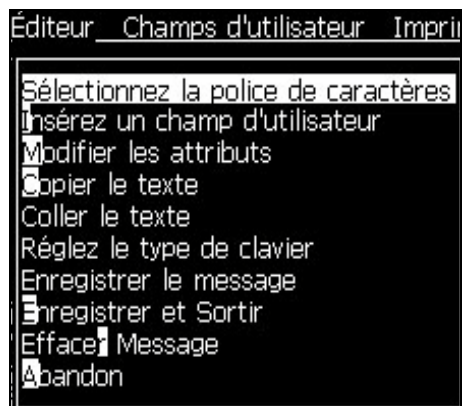 Éditeur Champs d'utilisateur Imprii
Sélectionnez la police de caractères
Insérez un champ d'utilisateur
Modifier les attributs
Copier le texte
Coller le texte
Réglez le type de clavier
Enregistrer le message
Enregistrer et Sortir
Effacer Message
Abandon